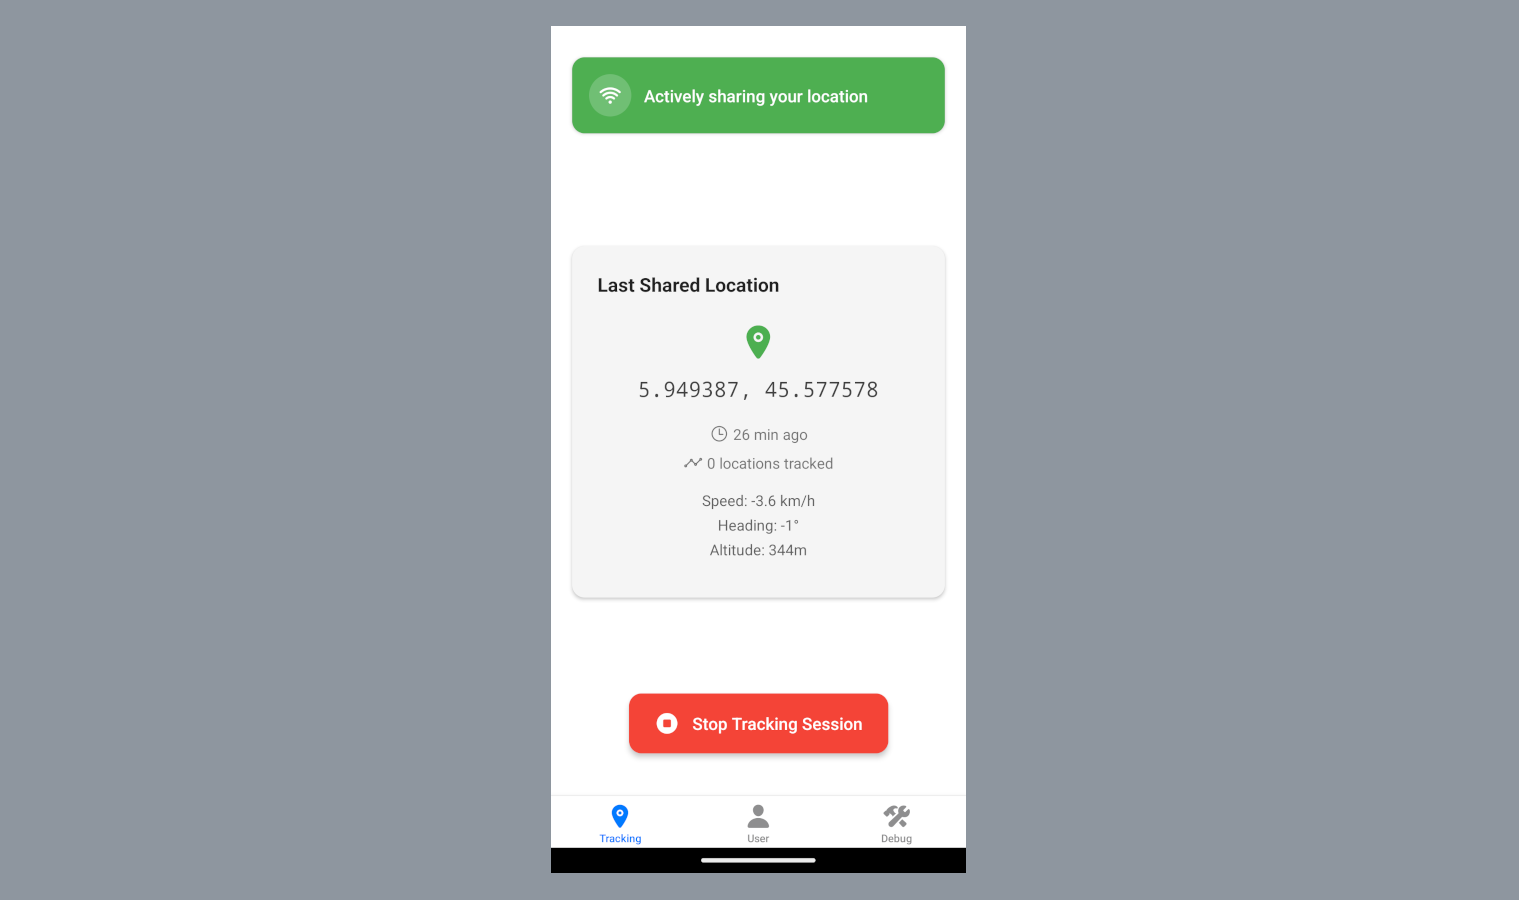 Actively sharing your location
Last Shared Location
5.949387, 45.577578
26 min ago
0 locations tracked
Speed: -3.6 km/h
Heading: -1°
Altitude: 344m
Stop Tracking Session
Tracking
User
Debug